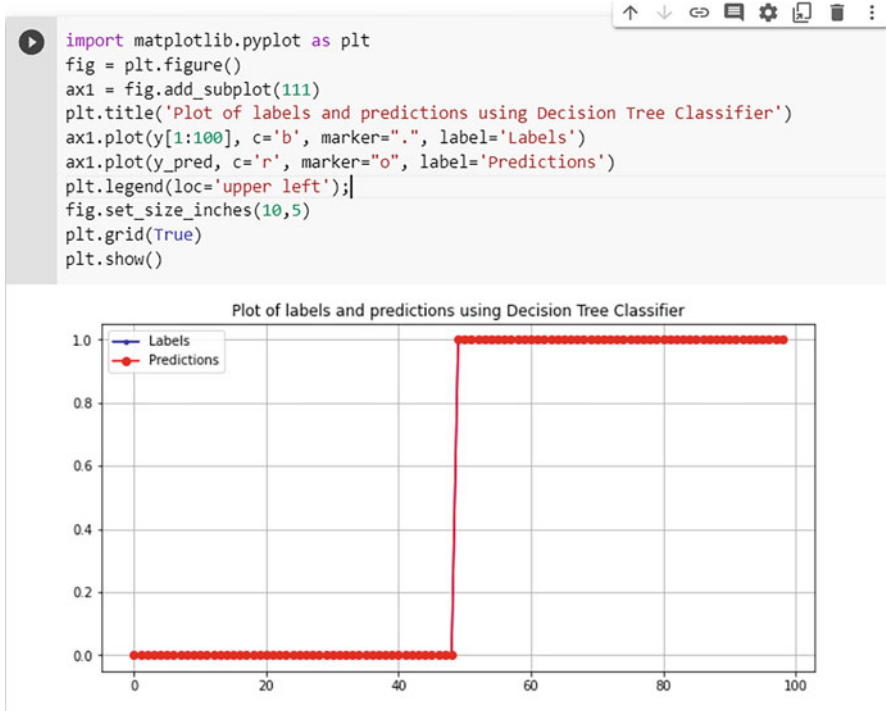 import matplotlib.pyplot as plt
fig = plt.figure()
ax1 = fig.add_subplot(111)
plt.title('Plot of labels and predictions using Decision Tree Classifier')
ax1.plot(y[1:100], c='b', marker=".", label='Labels')
ax1.plot(y_pred, c='r', marker="o", label='Predictions')
plt.legend(loc='upper left');
fig.set_size_inches(10,5)
plt.grid(True)
plt.show()
Plot of labels and predictions using Decision Tree Classifier
Labels
Predictions
1.0
0.8
0.6
0.4
0.2
0.0
0 20 40 60 80 100